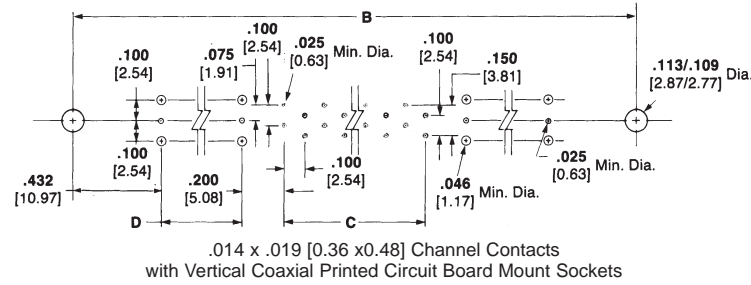 B
.100 .075 .025 Min. Dia. .100 .150 .113/.109 Dia.
[2.54] [1.91] [0.63] [2.54] [3.81] [2.87/2.77]
.100 .100 .025 Min. Dia.
[2.54] [2.54] [0.63]
.432 .200 .046 Min. Dia.
[10.97] [5.08] [1.17]
D C
.014 x .019 [0.36 x0.48] Channel Contacts
with Vertical Coaxial Printed Circuit Board Mount Sockets